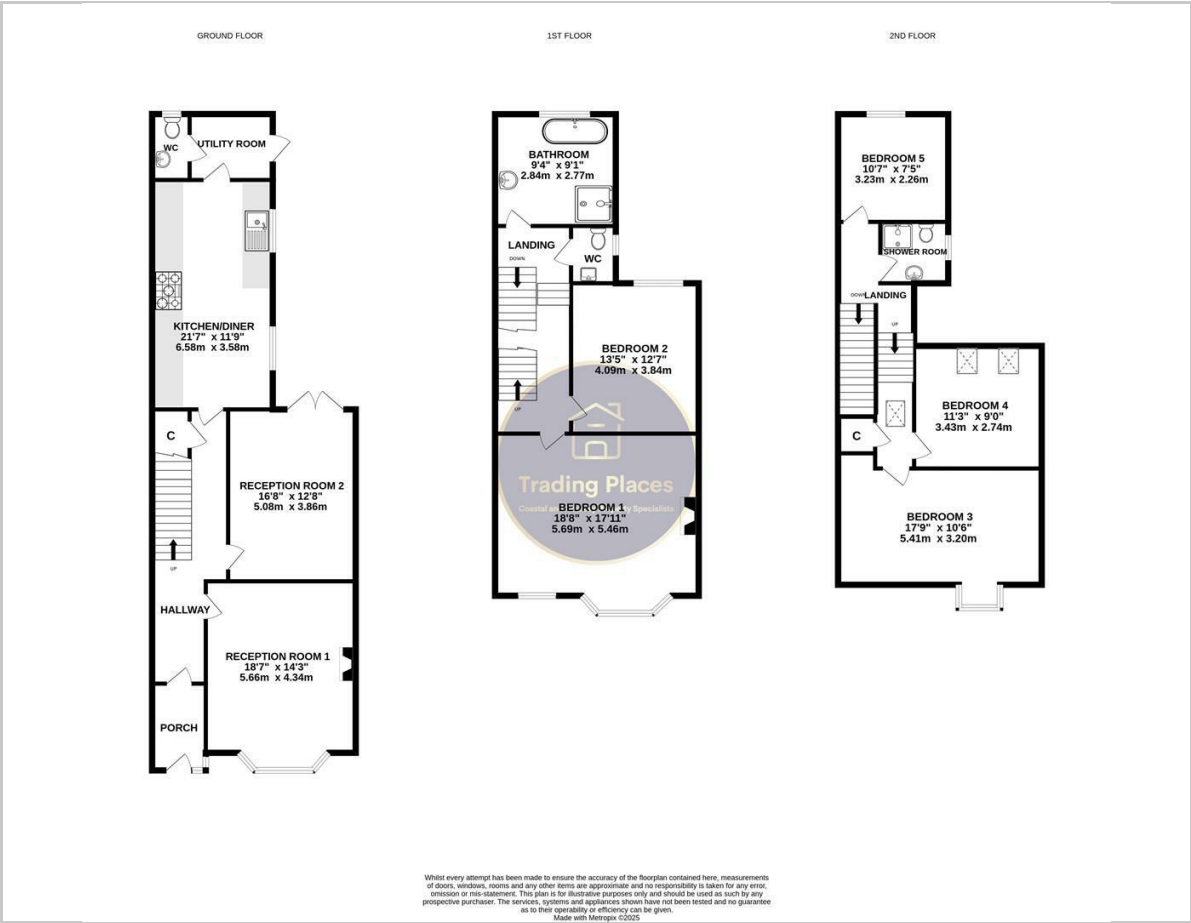 GROUND FLOOR
WC
UTILITY ROOM
KITCHEN/DINER
21'7" x 11'9"
6.58m x 3.58m
C
RECEPTION ROOM 2
16'8" x 12'8"
5.08m x 3.86m
UP
HALLWAY
RECEPTION ROOM 1
18'7" x 14'3"
5.66m x 4.34m
PORCH
1ST FLOOR
BATHROOM
9'4" x 9'1"
2.84m x 2.77m
LANDING
DOWN
WC
BEDROOM 2
13'5" x 12'7"
4.09m x 3.84m
UP
Trading Places
Coastal an
y Specialists
BEDROOM 1
18'8" x 17'11"
5.69m x 5.46m
2ND FLOOR
BEDROOM 5
10'7" x 7'5"
3.23m x 2.26m
SHOWER ROOM
DOWN
LANDING
UP
BEDROOM 4
11'3" x 9'0"
3.43m x 2.74m
C
BEDROOM 3
17'9" x 10'6"
5.41m x 3.20m
Whilst every attempt has been made to ensure the accuracy of the floorplan contained here, measurements
of doors, windows, rooms and any other items are approximate and no responsibility is taken for any error,
omission or mis-statement. This plan is for illustrative purposes only and should be used as such by any
prospective purchaser. The services, systems and appliances shown have not been tested and no guarantee
as to their operability or efficiency can be given.
Made with Metropix ©2025